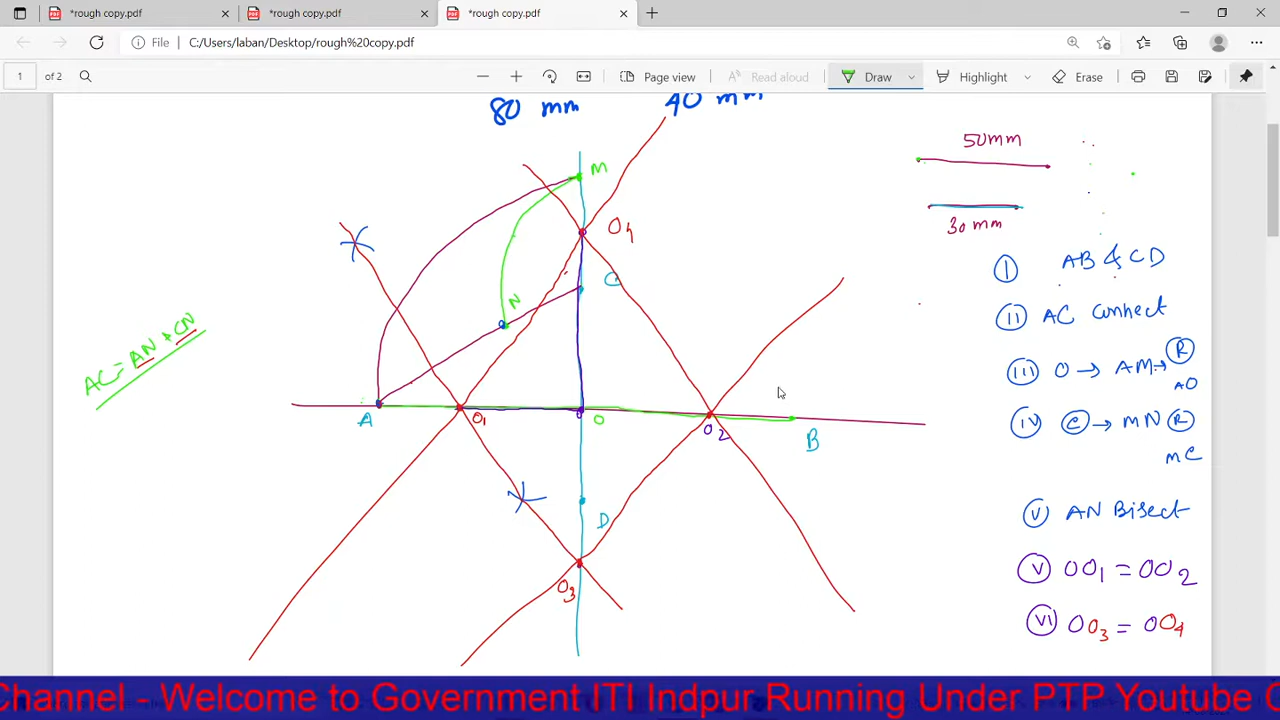 *rough copy.pdf
*rough copy.pdf
*rough copy.pdf
File
C:/Users/laban/Desktop/rough%20copy.pdf
1 of 2
Page view
Read aloud
Draw
Highlight
Erase
80 mm
40 mm
50mm
30mm
M
O4
C
N
AC = AN + CN
A
O1
O
O2
B
D
O3
I AB & CD
II AC connect
III O → AM → R
AO
IV C → MN R
MC
V AN Bisect
V OO1 = OO2
VI OO3 = OO4
Channel - Welcome to Government ITI Indpur Running Under PTP Youtube C